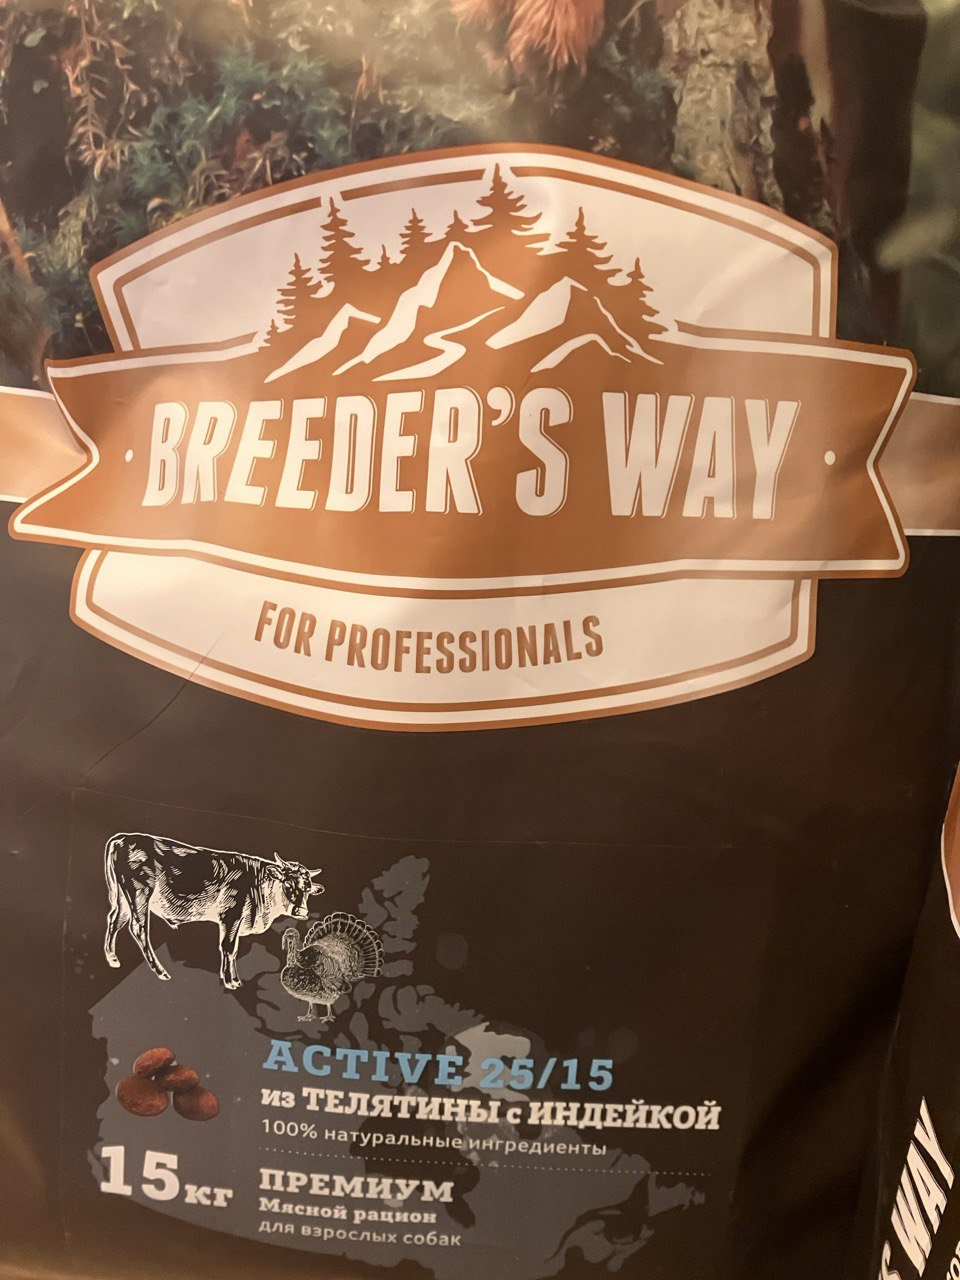 BREEDER'S WAY
FOR PROFESSIONALS
ACTIVE 25/15
из ТЕЛЯТИНЫ с ИНДЕЙКОЙ
100% натуральные ингредиенты
15кг
ПРЕМИУМ
Мясной рацион
для взрослых собак
WAY